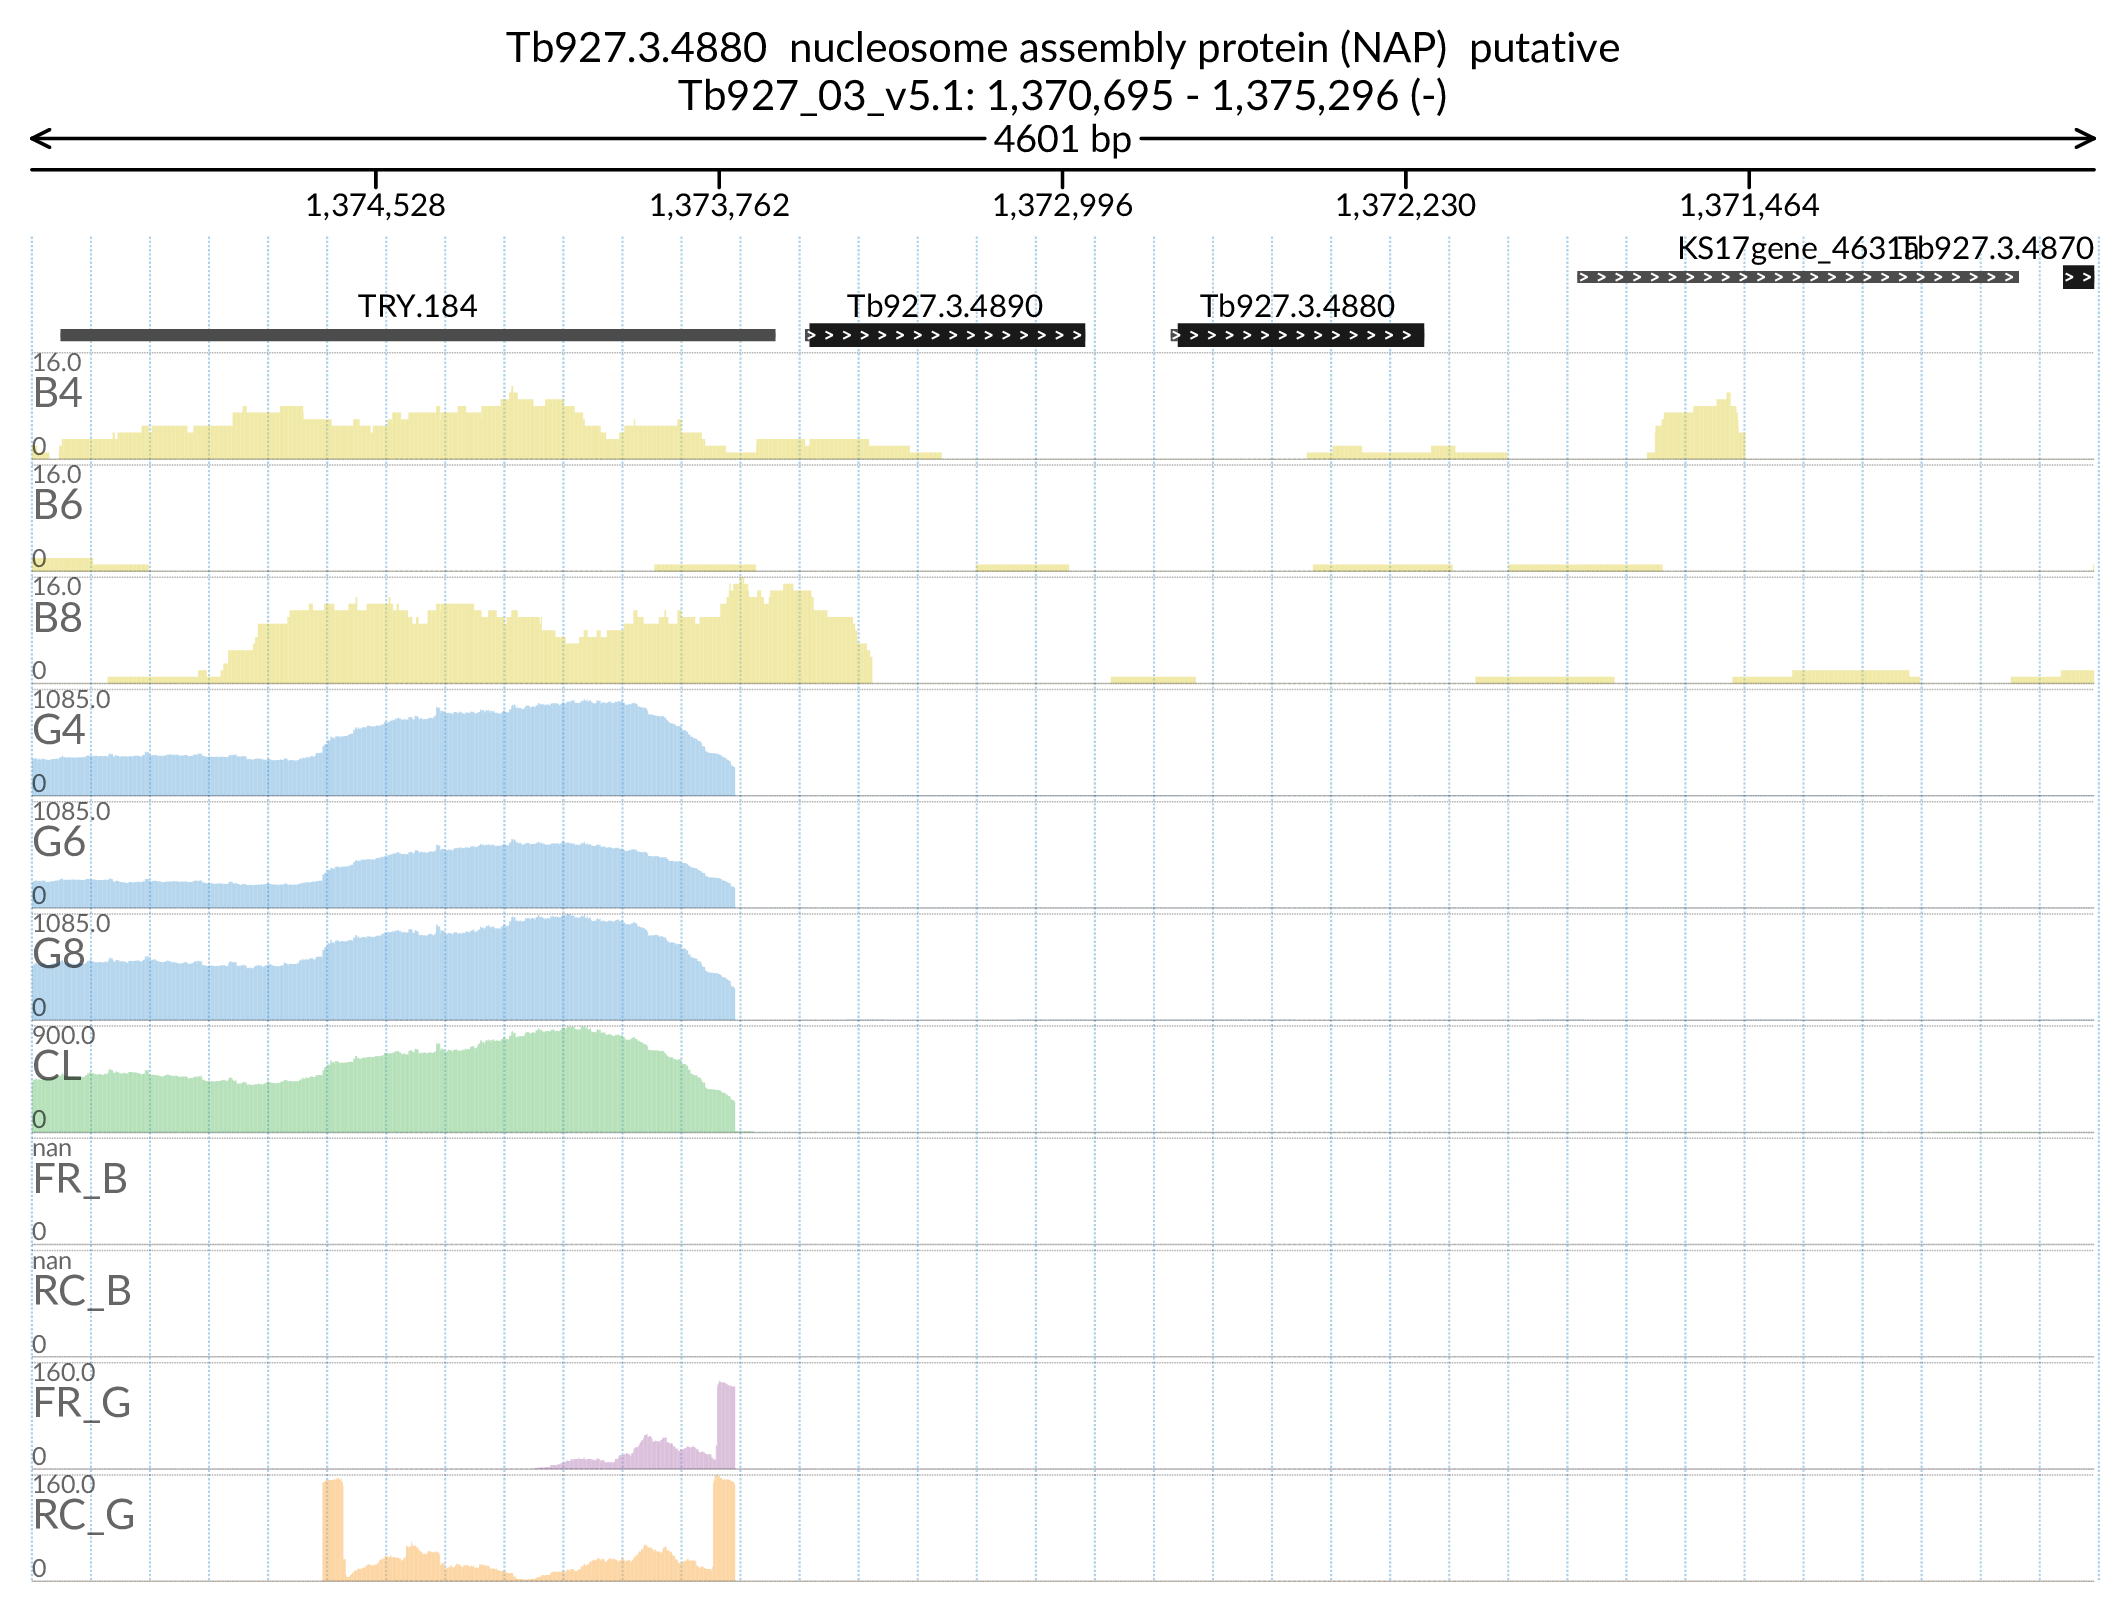 Tb927.3.4880 nucleosome assembly protein (NAP) putative
Tb927_03_v5.1: 1,370,695 - 1,375,296 (-)
4601 bp
1,374,528 1,373,762 1,372,996 1,372,230 1,371,464
KS17gene_4631a Tb927.3.4870
TRY.184 Tb927.3.4890 Tb927.3.4880
16.0
B4
0
16.0
B6
0
16.0
B8
0
1085.0
G4
0
1085.0
G6
0
1085.0
G8
0
900.0
CL
0
nan
FR_B
0
nan
RC_B
0
160.0
FR_G
0
160.0
RC_G
0